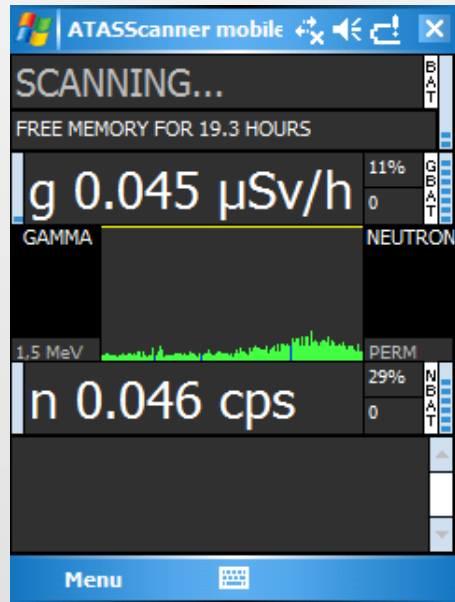 ATASScanner mobile
SCANNING...
BAT
FREE MEMORY FOR 19.3 HOURS
g 0.045 µSv/h
11%
0
GBAT
GAMMA
NEUTRON
1,5 MeV
PERM
n 0.046 cps
29%
0
NBAT
Menu